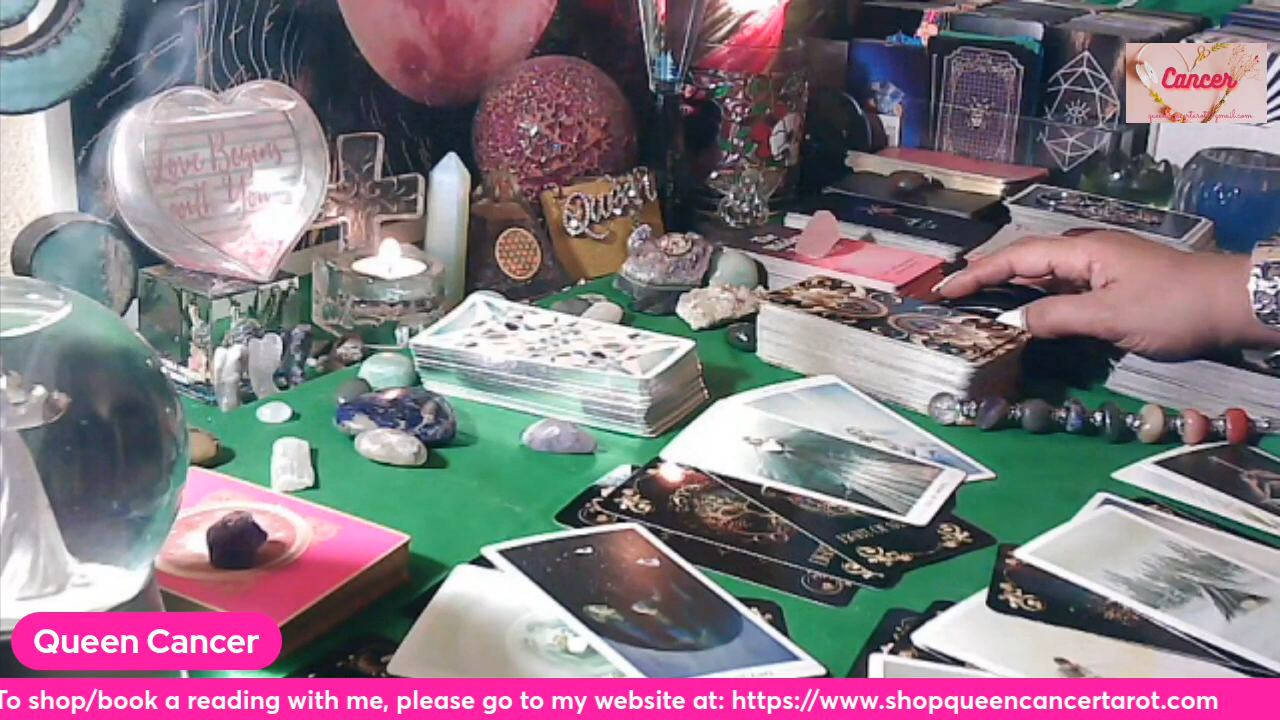 Cancer
Love Begins
with You
Queen
Queen Cancer
To shop/book a reading with me, please go to my website at: https://www.shopqueencancertarot.com